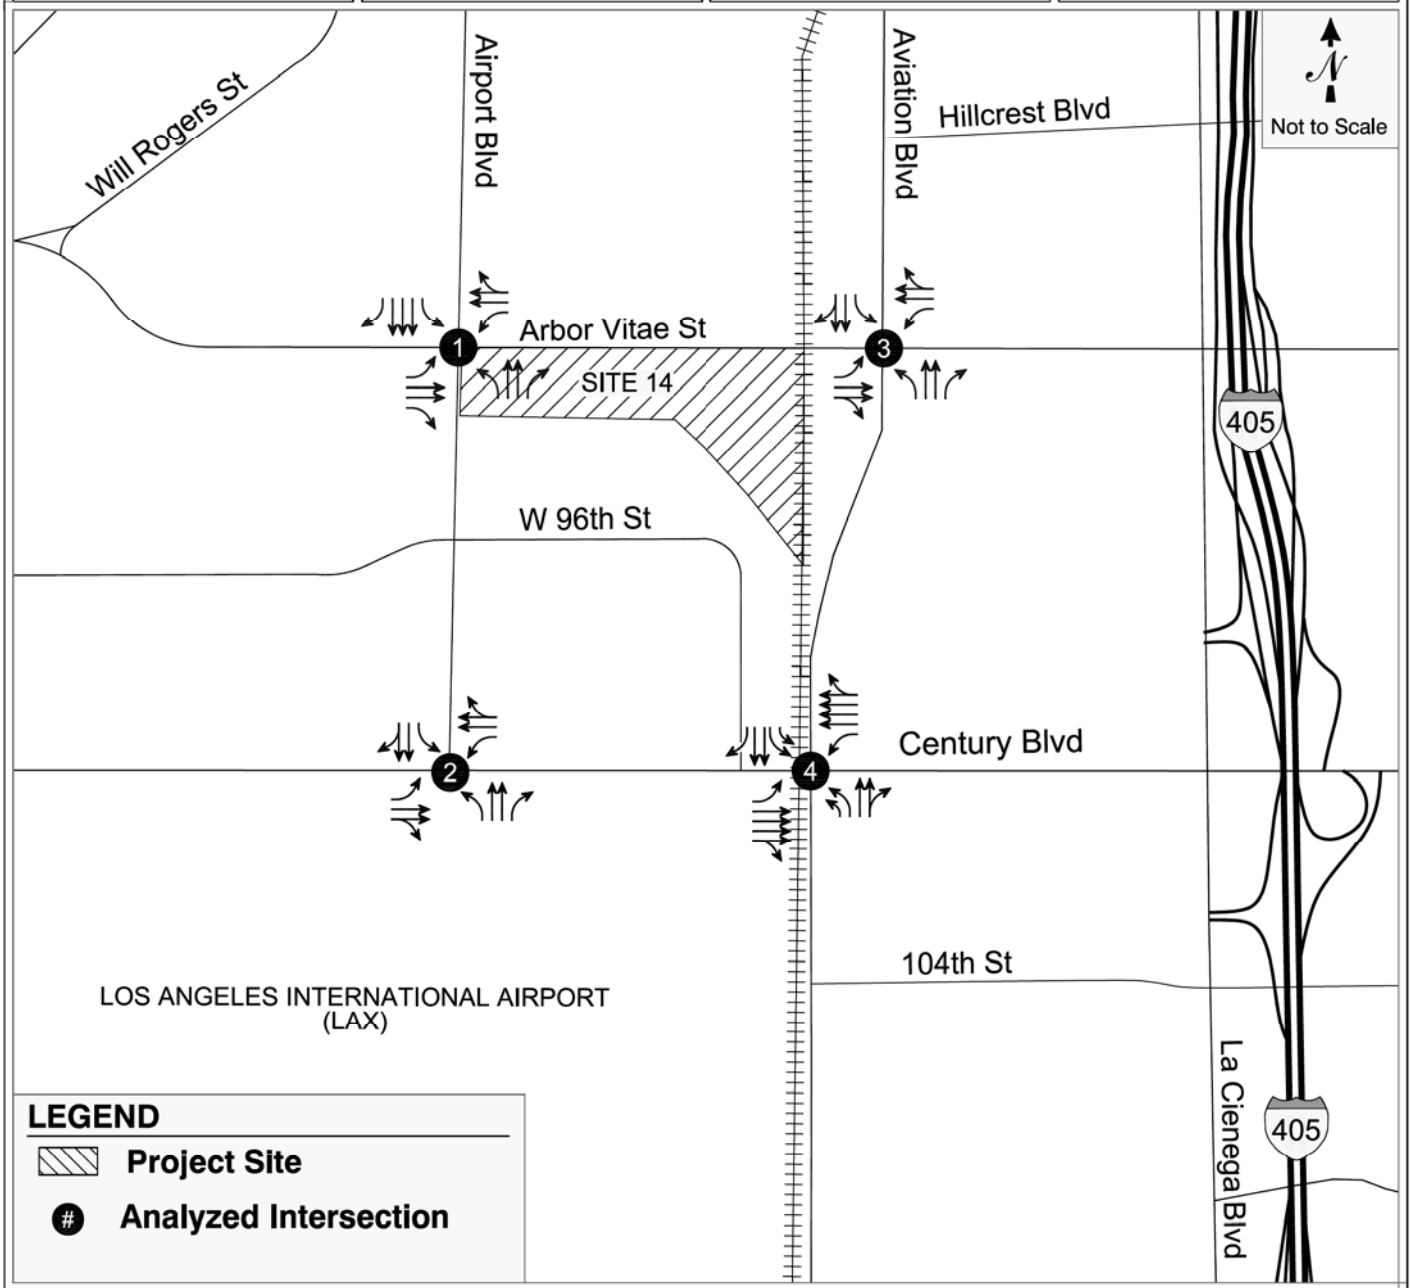 Airport Blvd
Aviation Blvd
Will Rogers St
Hillcrest Blvd
N
Not to Scale
Arbor Vitae St
1
3
SITE 14
405
W 96th St
Century Blvd
2
4
104th St
LOS ANGELES INTERNATIONAL AIRPORT
(LAX)
La Cienega Blvd
405
LEGEND
Project Site
# Analyzed Intersection